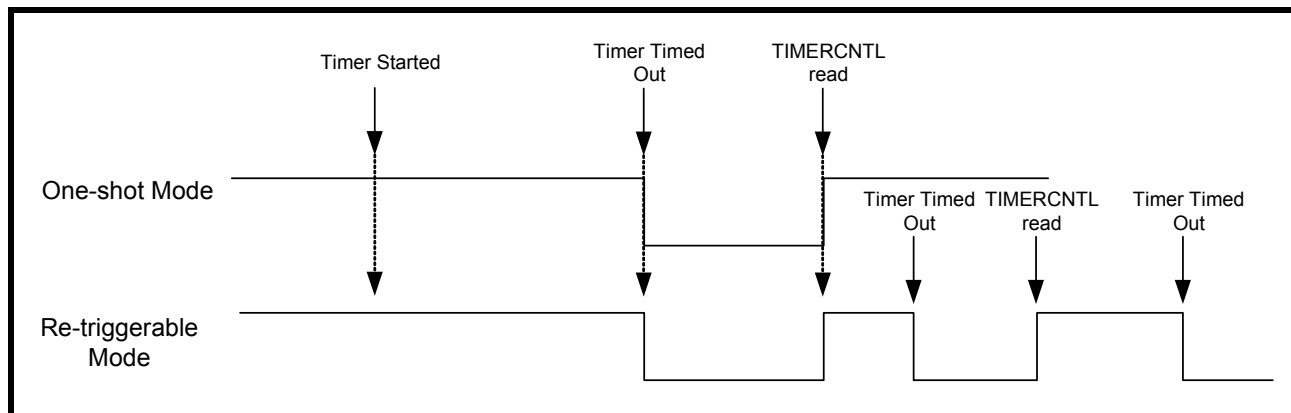 Timer Started
Timer Timed
Out
TIMERCNTL
read
One-shot Mode
Timer Timed
Out
TIMERCNTL
read
Timer Timed
Out
Re-triggerable
Mode